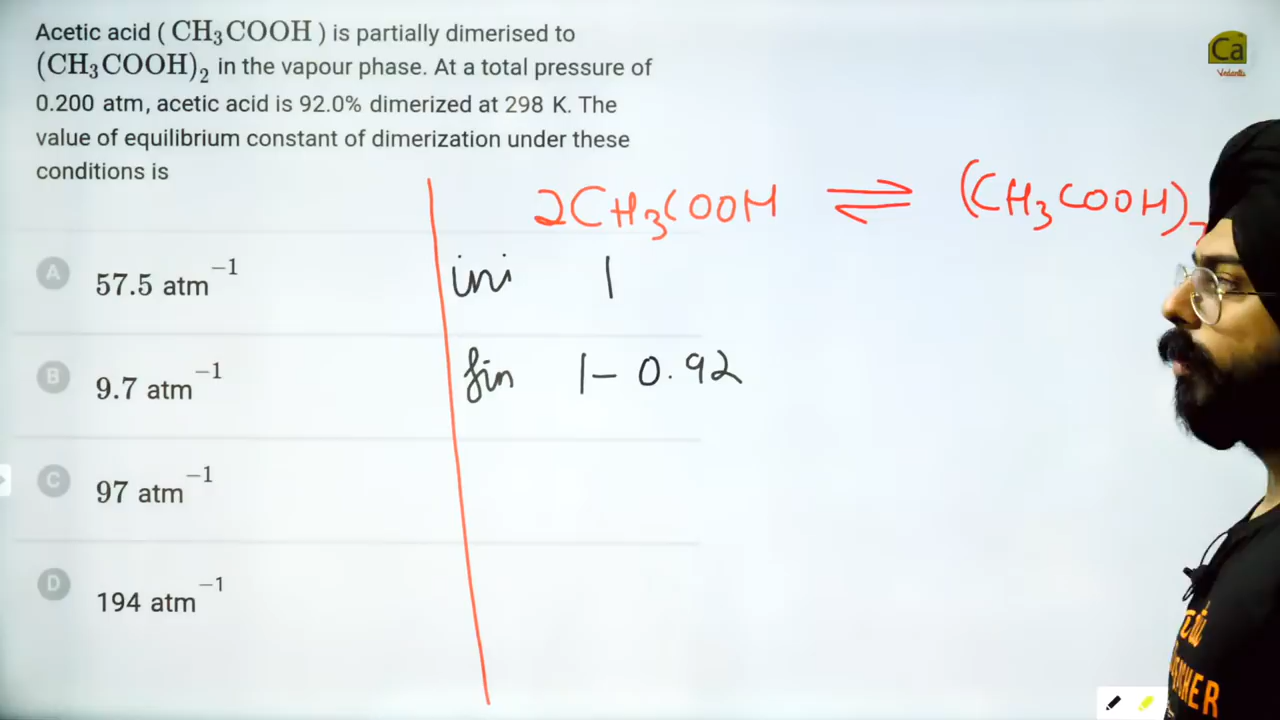 Acetic acid ( CH₃COOH ) is partially dimerised to
(CH₃COOH)₂ in the vapour phase. At a total pressure of
0.200 atm, acetic acid is 92.0% dimerized at 298 K. The
value of equilibrium constant of dimerization under these
conditions is
Ca
Vedantu
2CH₃COOH ⇌ (CH₃COOH)
ini 1
fin 1 – 0.92
A 57.5 atm⁻¹
B 9.7 atm⁻¹
C 97 atm⁻¹
D 194 atm⁻¹